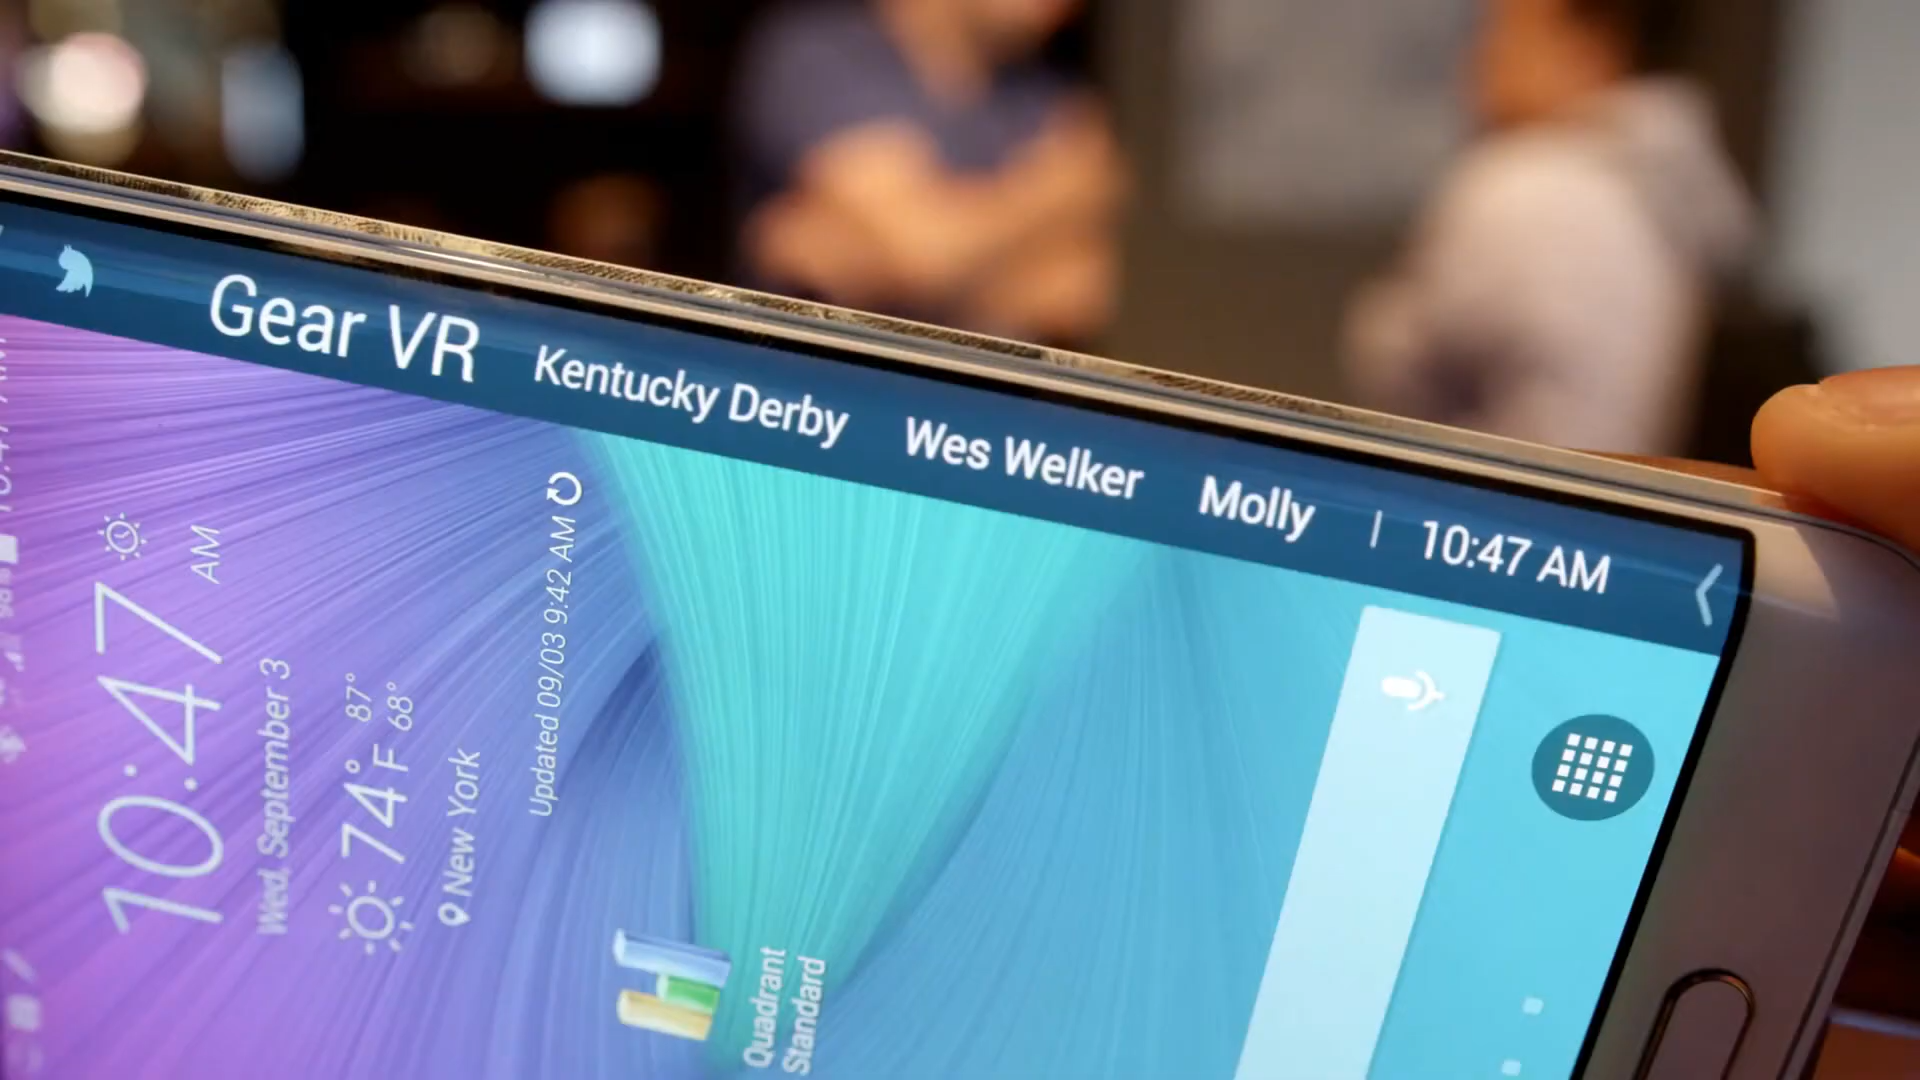 Gear VR Kentucky Derby Wes Welker Molly | 10:47 AM
10:47 AM
Wed, September 3
74° F 87° 68°
New York
Updated 09/03 9:42 AM
Quadrant
Standard